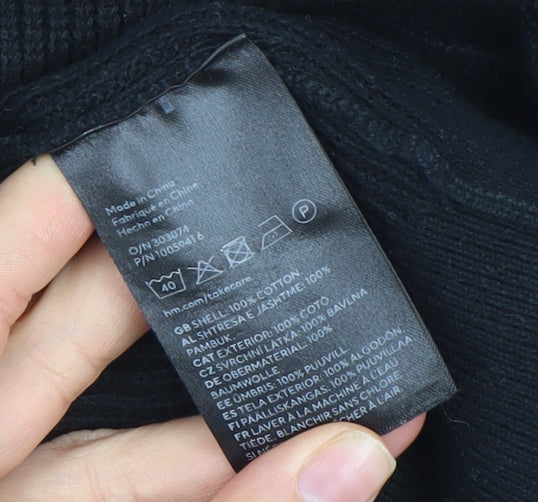 Made in China
Fabriqué en Chine
Hecho en China
O/N 303074
P/N 10050416
40 P
hm.com/takecare
GB SHELL: 100% COTTON
AL SHTRESA E JASHTME: 100%
PAMBUK.
CAT EXTERIOR: 100% COTÓ.
CZ SVRCHNÍ LÁTKA: 100% BAVLNA
DE OBERMATERIAL: 100%
BAUMWOLLE.
EE ÜMBRIS: 100% PUUVILL
ES TELA EXTERIOR: 100% ALGODÓN.
FI PÄÄLLISKANGAS: 100% PUUVILLAA
FR LAVER À LA MACHINE À L'EAU
TIÈDE. BLANCHIR SANS CHLORE
À L'AIR